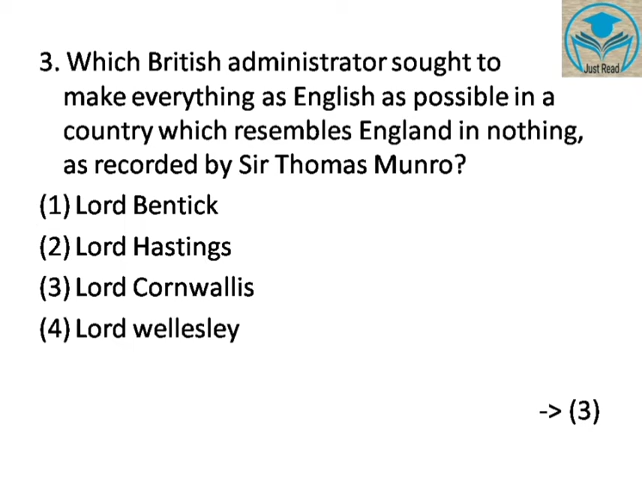 Just Read
3. Which British administrator sought to
make everything as English as possible in a
country which resembles England in nothing,
as recorded by Sir Thomas Munro?
(1) Lord Bentick
(2) Lord Hastings
(3) Lord Cornwallis
(4) Lord wellesley
-> (3)